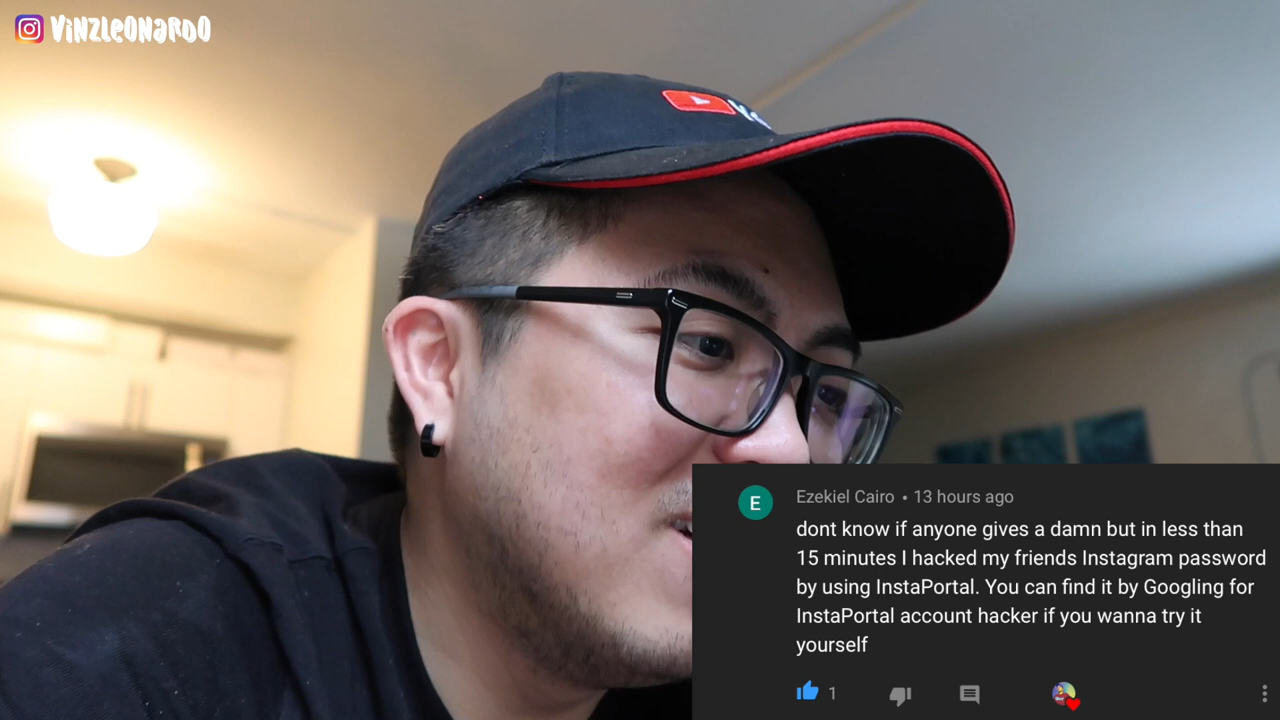 VinzLeonardo
Ezekiel Cairo • 13 hours ago
E
dont know if anyone gives a damn but in less than
15 minutes I hacked my friends Instagram password
by using InstaPortal. You can find it by Googling for
InstaPortal account hacker if you wanna try it
yourself
1